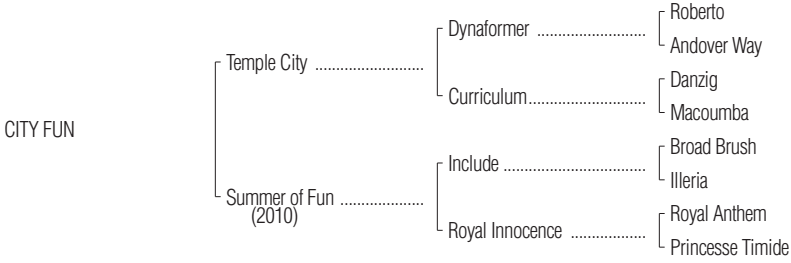 Roberto
Dynaformer ..........................
Andover Way
Temple City ..........................
Danzig
Curriculum............................
Macoumba
CITY FUN
Broad Brush
Include ..................................
Illeria
Summer of Fun ....................
(2010)
Royal Anthem
Royal Innocence ..................
Princesse Timide